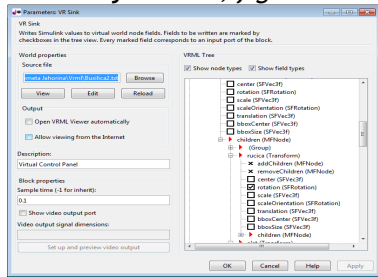 Parameters: VR Sink
VR Sink
Writes Simulink values to virtual world node fields. Fields to be written are marked by
checkboxes in the tree view. Every marked field corresponds to an input port of the block.
World properties
Source file
Browse
View Edit Reload
Output
Open VRML Viewer automatically
Allow viewing from the Internet
Description:
Virtual Control Panel
Block properties
Sample time (-1 for inherit):
0.1
Show video output port
Video output signal dimensions:
Set up and preview video output
VRML Tree
Show node types Show field types
center (SFVec3f)
rotation (SFRotation)
scale (SFVec3f)
scaleOrientation (SFRotation)
translation (SFVec3f)
bboxCenter (SFVec3f)
bboxSize (SFVec3f)
children (MFNode)
(Group)
rucica (Transform)
addChildren (MFNode)
removeChildren (MFNode)
center (SFVec3f)
rotation (SFRotation)
scale (SFVec3f)
scaleOrientation (SFRotation)
translation (SFVec3f)
bboxCenter (SFVec3f)
bboxSize (SFVec3f)
children (MFNode)
OK Cancel Help Apply